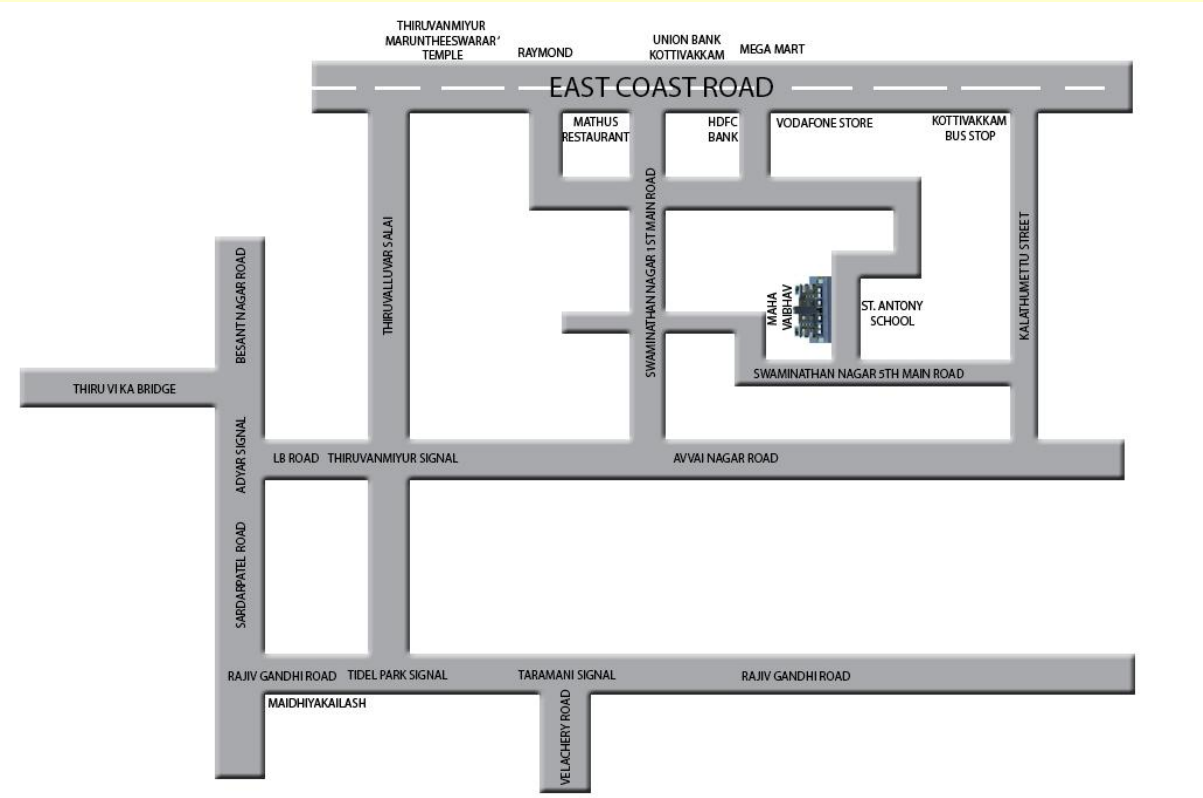 THIRUVANMIYUR
MARUNTHEESWARAR'
TEMPLE
RAYMOND
UNION BANK
KOTTIVAKKAM
MEGA MART
EAST COAST ROAD
MATHUS
RESTAURANT
HDFC
BANK
VODAFONE STORE
KOTTIVAKKAM
BUS STOP
THIRUVALLUVAR SALAI
SWAMINATHAN NAGAR 1ST MAIN ROAD
KALATHUMETTU STREET
BESANT NAGAR ROAD
MAHA
VAIBHAV
ST. ANTONY
SCHOOL
SWAMINATHAN NAGAR 5TH MAIN ROAD
THIRU VI KA BRIDGE
ADYAR SIGNAL
LB ROAD
THIRUVANMIYUR SIGNAL
AVVAI NAGAR ROAD
SARDARPATEL ROAD
RAJIV GANDHI ROAD
TIDEL PARK SIGNAL
TARAMANI SIGNAL
RAJIV GANDHI ROAD
MAIDHIYAKAILASH
VELACHERY ROAD